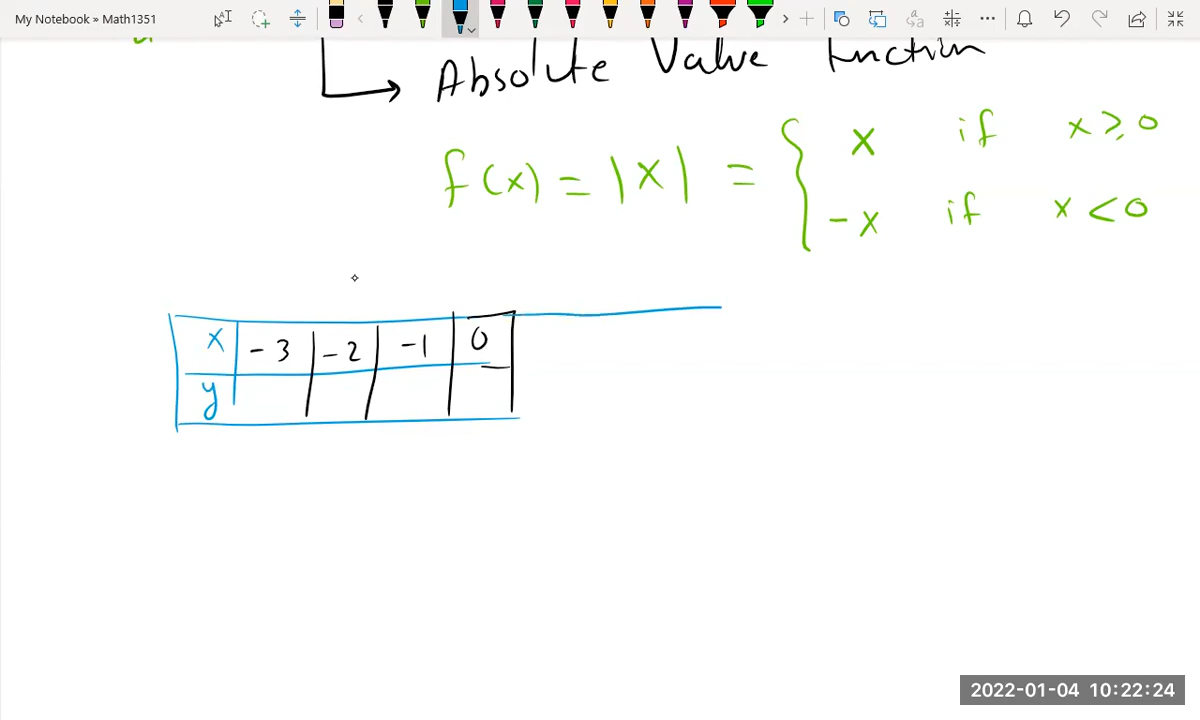 My Notebook » Math1351
Absolute Value Function
f(x) = |x| = { x if x ≥ 0
-x if x < 0
x -3 -2 -1 0
y
2022-01-04 10:22:24